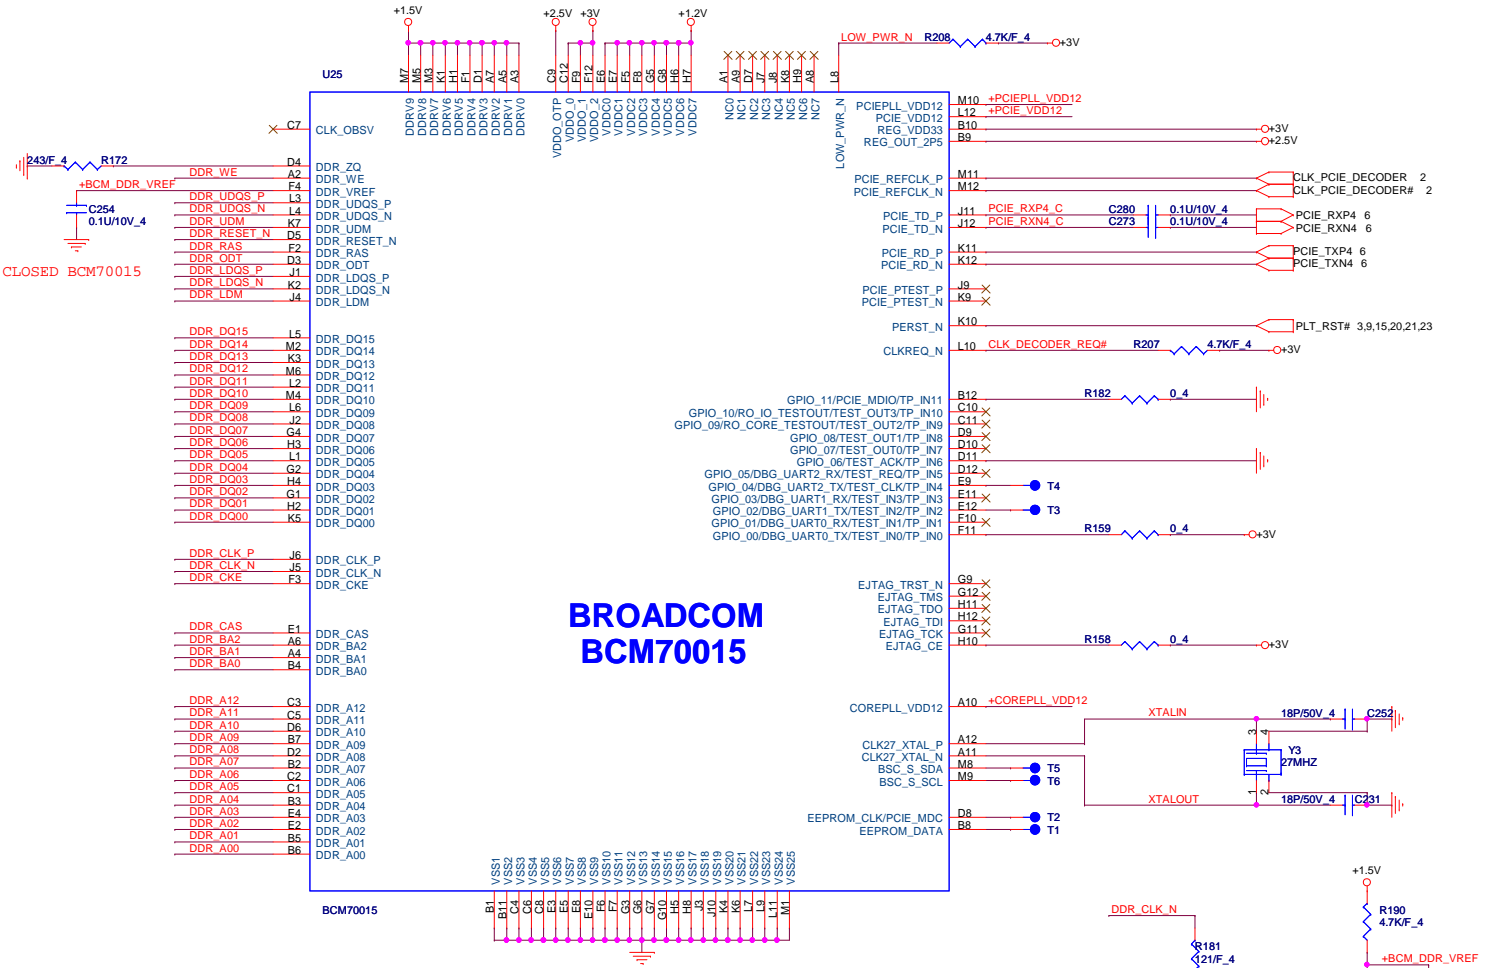 +1.5V
+2.5V +3V
+1.2V
LOW_PWR_N R208 4.7K/F_4 +3V
U25
M7 M5 M3 K1 H1 F1 D1 A7 A5 A3
C9 C12 F9 F12 E6 E7 F5 F8 G5 G8 H6 H7
A1 A9 D7 J7 J8 K8 H9 A8
L8
DDRV9 DDRV8 DDRV7 DDRV6 DDRV5 DDRV4 DDRV3 DDRV2 DDRV1 DDRV0
VDDO_OTP VDDO_0 VDDO_1 VDDO_2 VDDC0 VDDC1 VDDC2 VDDC3 VDDC4 VDDC5 VDDC6 VDDC7
NC0 NC1 NC2 NC3 NC4 NC5 NC6 NC7
LOW_PWR_N
C7 CLK_OBSV
243/F_4 R172 D4 DDR_ZQ
DDR_WE A2 DDR_WE
+BCM_DDR_VREF F4 DDR_VREF
DDR_UDQS_P L3 DDR_UDQS_P
DDR_UDQS_N L4 DDR_UDQS_N
DDR_UDM K7 DDR_UDM
DDR_RESET_N D5 DDR_RESET_N
DDR_RAS F2 DDR_RAS
DDR_ODT D3 DDR_ODT
DDR_LDQS_P J1 DDR_LDQS_P
DDR_LDQS_N K2 DDR_LDQS_N
DDR_LDM J4 DDR_LDM
C254
0.1U/10V_4
CLOSED BCM70015
DDR_DQ15 L5 DDR_DQ15
DDR_DQ14 M2 DDR_DQ14
DDR_DQ13 K3 DDR_DQ13
DDR_DQ12 M6 DDR_DQ12
DDR_DQ11 L2 DDR_DQ11
DDR_DQ10 M4 DDR_DQ10
DDR_DQ09 L6 DDR_DQ09
DDR_DQ08 J2 DDR_DQ08
DDR_DQ07 G4 DDR_DQ07
DDR_DQ06 H3 DDR_DQ06
DDR_DQ05 L1 DDR_DQ05
DDR_DQ04 G2 DDR_DQ04
DDR_DQ03 H4 DDR_DQ03
DDR_DQ02 G1 DDR_DQ02
DDR_DQ01 H2 DDR_DQ01
DDR_DQ00 K5 DDR_DQ00
DDR_CLK_P J6 DDR_CLK_P
DDR_CLK_N J5 DDR_CLK_N
DDR_CKE F3 DDR_CKE
DDR_CAS E1 DDR_CAS
DDR_BA2 A6 DDR_BA2
DDR_BA1 A4 DDR_BA1
DDR_BA0 B4 DDR_BA0
DDR_A12 C3 DDR_A12
DDR_A11 C5 DDR_A11
DDR_A10 D6 DDR_A10
DDR_A09 B7 DDR_A09
DDR_A08 D2 DDR_A08
DDR_A07 B2 DDR_A07
DDR_A06 C2 DDR_A06
DDR_A05 C1 DDR_A05
DDR_A04 B3 DDR_A04
DDR_A03 E4 DDR_A03
DDR_A02 E2 DDR_A02
DDR_A01 B5 DDR_A01
DDR_A00 B6 DDR_A00
BROADCOM
BCM70015
PCIEPLL_VDD12 M10 +PCIEPLL_VDD12
PCIE_VDD12 L12 +PCIE_VDD12
REG_VDD33 B10 +3V
REG_OUT_2P5 B9 +2.5V
PCIE_REFCLK_P M11 CLK_PCIE_DECODER 2
PCIE_REFCLK_N M12 CLK_PCIE_DECODER# 2
PCIE_TD_P J11 PCIE_RXP4_C C280 0.1U/10V_4 PCIE_RXP4 6
PCIE_TD_N J12 PCIE_RXN4_C C273 0.1U/10V_4 PCIE_RXN4 6
PCIE_RD_P K11 PCIE_TXP4 6
PCIE_RD_N K12 PCIE_TXN4 6
PCIE_PTEST_P J9
PCIE_PTEST_N K9
PERST_N K10 PLT_RST# 3,9,15,20,21,23
CLKREQ_N L10 CLK_DECODER_REQ# R207 4.7K/F_4 +3V
GPIO_11/PCIE_MDIO/TP_IN11 B12 R182 0_4
GPIO_10/RO_IO_TESTOUT/TEST_OUT3/TP_IN10 C10
GPIO_09/RO_CORE_TESTOUT/TEST_OUT2/TP_IN9 C11
GPIO_08/TEST_OUT1/TP_IN8 D9
GPIO_07/TEST_OUT0/TP_IN7 D10
GPIO_06/TEST_ACK/TP_IN6 D11
GPIO_05/DBG_UART2_RX/TEST_REQ/TP_IN5 D12
GPIO_04/DBG_UART2_TX/TEST_CLK/TP_IN4 E9 T4
GPIO_03/DBG_UART1_RX/TEST_IN3/TP_IN3 E11
GPIO_02/DBG_UART1_TX/TEST_IN2/TP_IN2 E12 T3
GPIO_01/DBG_UART0_RX/TEST_IN1/TP_IN1 F10
GPIO_00/DBG_UART0_TX/TEST_IN0/TP_IN0 F11 R159 0_4 +3V
EJTAG_TRST_N G9
EJTAG_TMS G12
EJTAG_TDO H11
EJTAG_TDI H12
EJTAG_TCK G11
EJTAG_CE H10 R158 0_4 +3V
COREPLL_VDD12 A10 +COREPLL_VDD12
XTALIN 18P/50V_4 C252
CLK27_XTAL_P A12
CLK27_XTAL_N A11
3 4
Y3
27MHZ
1 2
BSC_S_SDA M8 T5
BSC_S_SCL M9 T6
XTALOUT 18P/50V_4 C231
EEPROM_CLK/PCIE_MDC D8 T2
EEPROM_DATA B8 T1
VSS1 VSS2 VSS3 VSS4 VSS5 VSS6 VSS7 VSS8 VSS9 VSS10 VSS11 VSS12 VSS13 VSS14 VSS15 VSS16 VSS17 VSS18 VSS19 VSS20 VSS21 VSS22 VSS23 VSS24 VSS25
B1 B11 C4 C6 C8 E3 E5 E8 E10 F6 F7 G3 G6 G7 G10 H5 H8 J3 J10 K4 K6 L7 L9 L11 M1
BCM70015
DDR_CLK_N
R181
121/F_4
+1.5V
R190
4.7K/F_4
+BCM_DDR_VREF